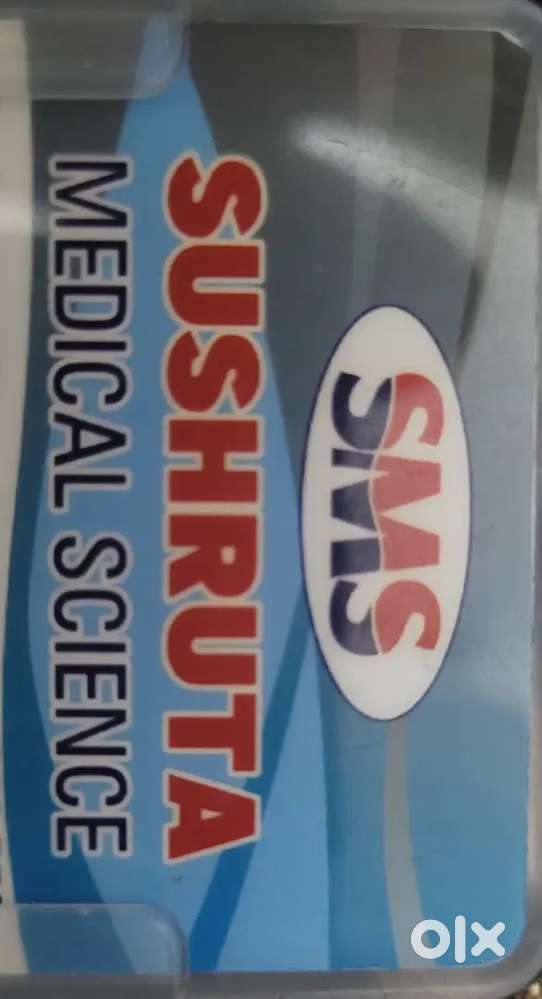 SMS
SUSHRUTA
MEDICAL SCIENCE
olx